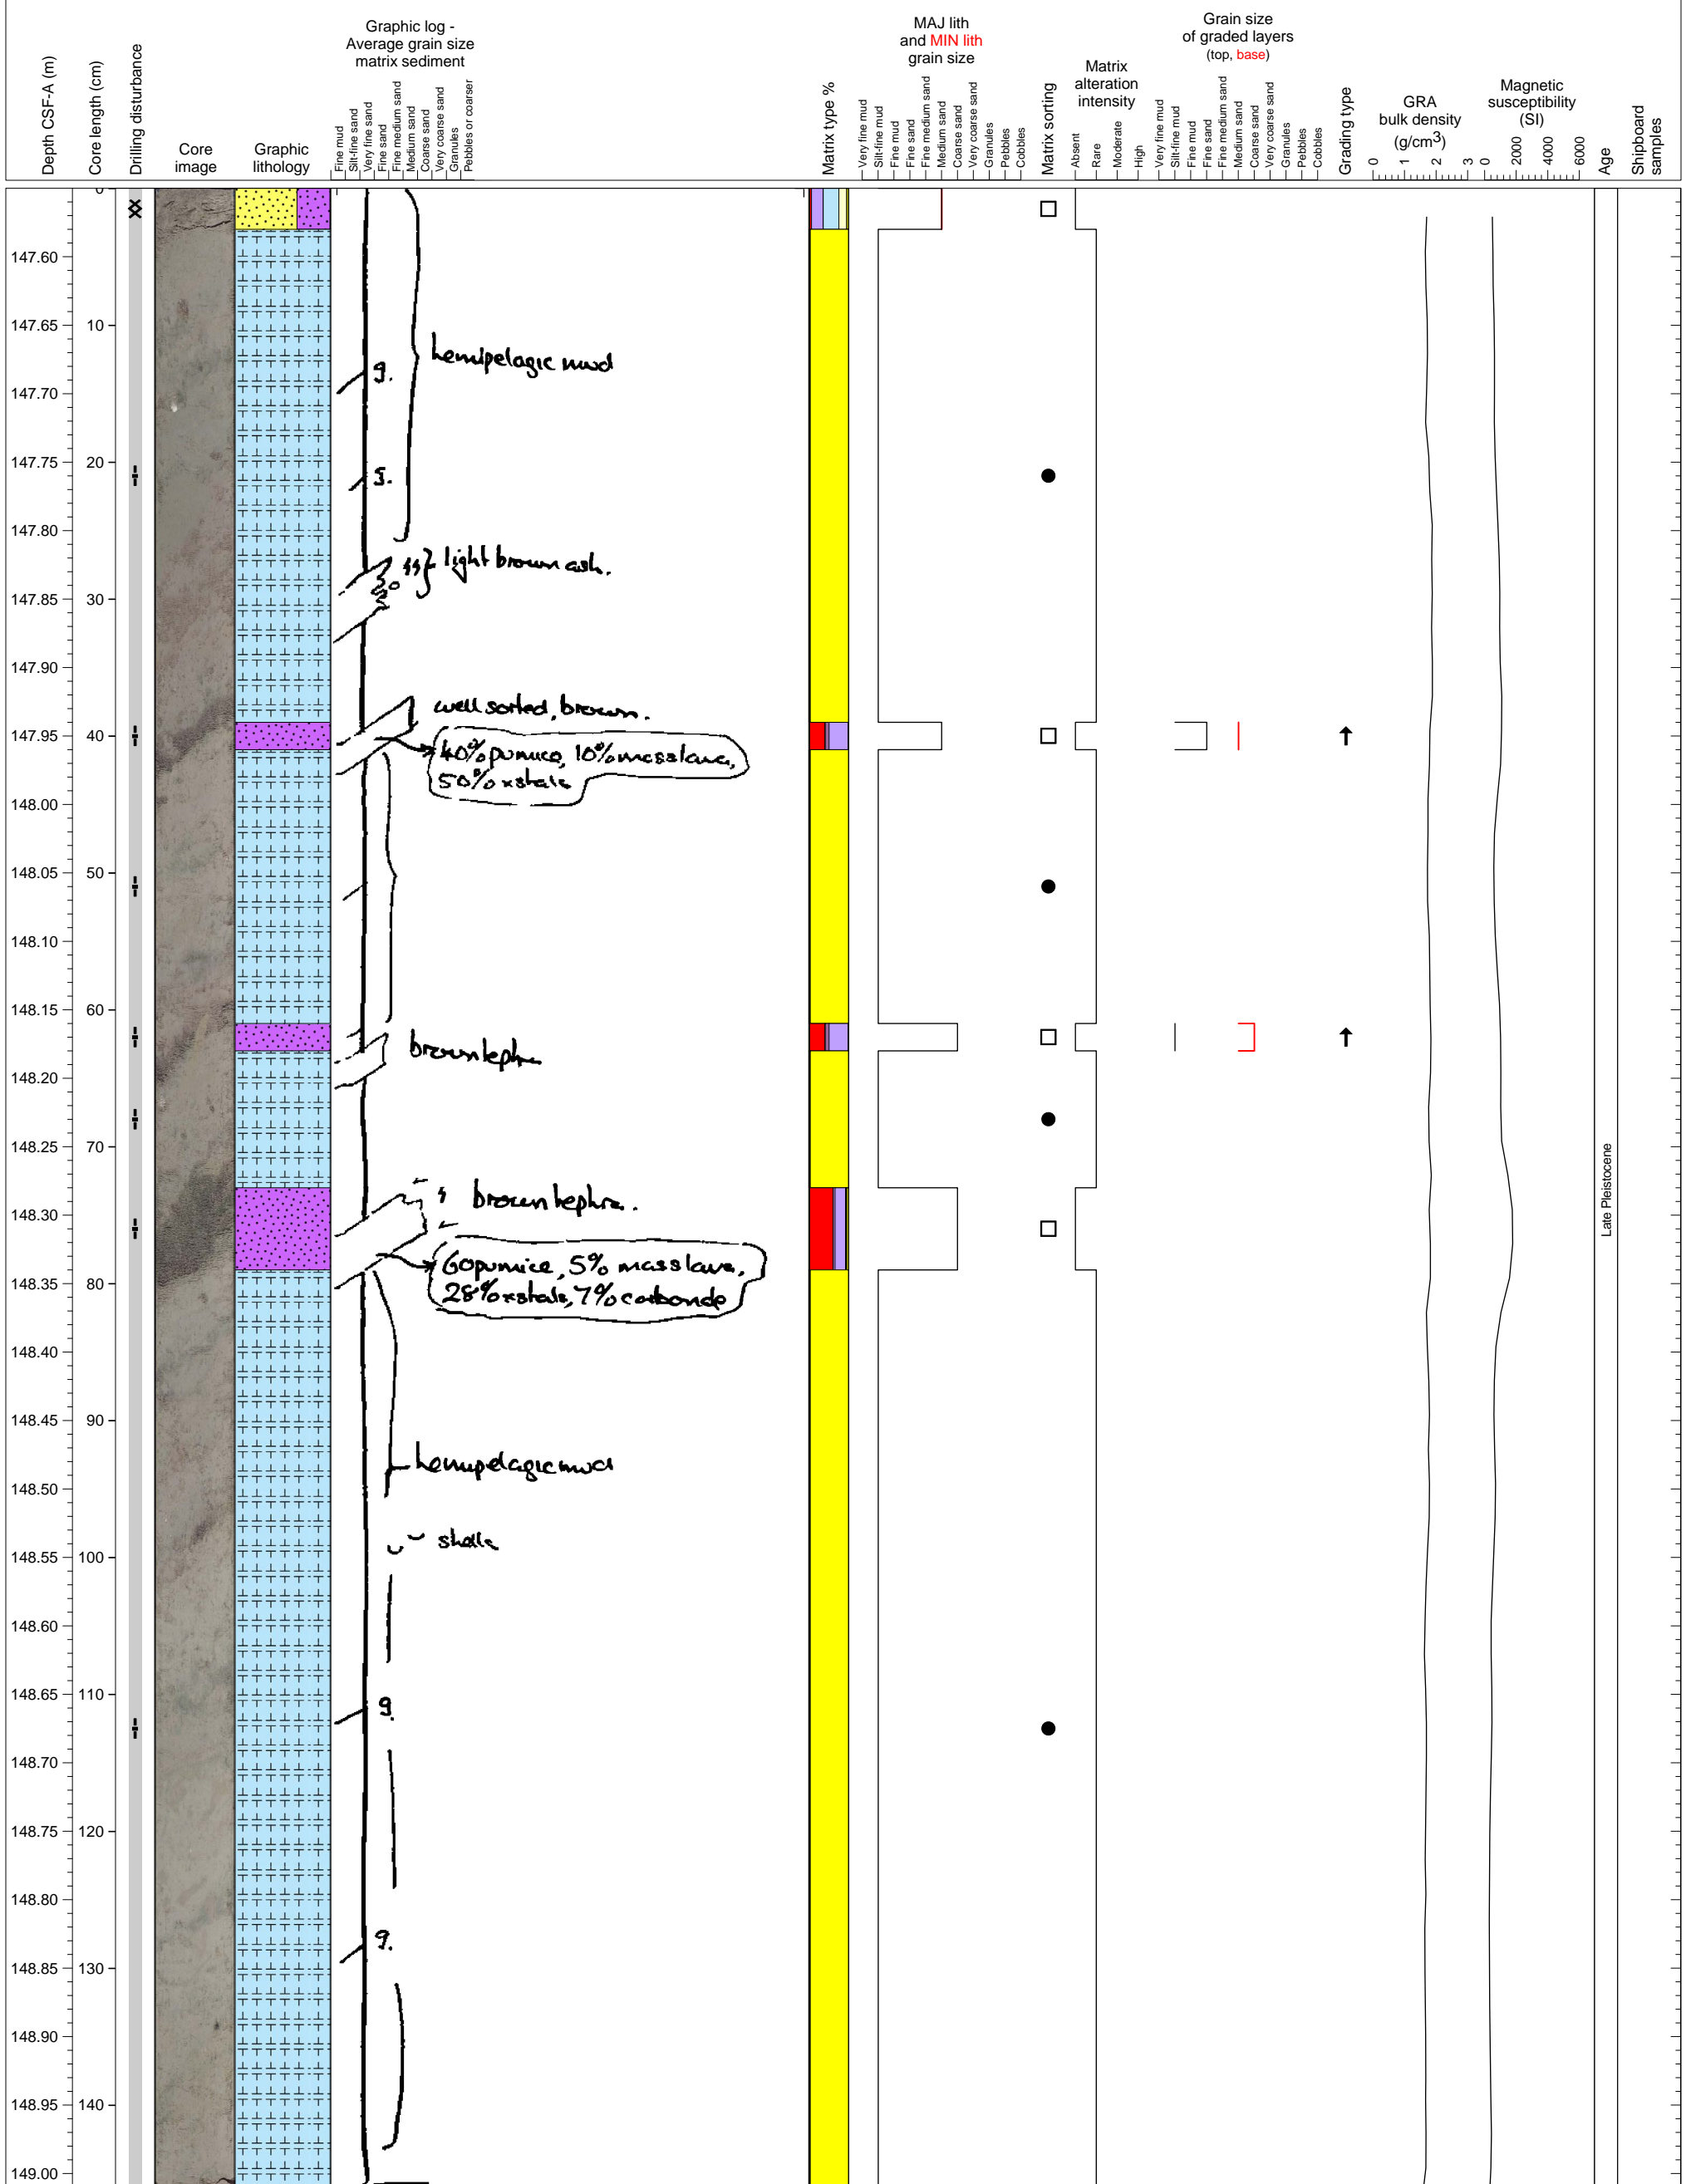 Depth CSF-A (m)
Core length (cm)
Drilling disturbance
Core
image
Graphic
lithology
Graphic log -
Average grain size
matrix sediment
Fine mud
Silt-fine sand
Very fine sand
Fine sand
Fine medium sand
Medium sand
Coarse sand
Very coarse sand
Granules
Pebbles or coarser
Matrix type %
MAJ lith
and MIN lith
grain size
Very fine mud
Silt-fine mud
Fine mud
Fine sand
Fine medium sand
Medium sand
Coarse sand
Very coarse sand
Granules
Pebbles
Cobbles
Matrix sorting
Matrix
alteration
intensity
Absent
Rare
Moderate
High
Grain size
of graded layers
(top, base)
Very fine mud
Silt-fine mud
Fine mud
Fine sand
Fine medium sand
Medium sand
Coarse sand
Very coarse sand
Granules
Pebbles
Cobbles
Grading type
GRA
bulk density
(g/cm3)
0 1 2 3
Magnetic
susceptibility
(SI)
0 2000 4000 6000
Age
Shipboard
samples
0
147.60
147.65 10
hemipelagic mud
9.
147.70
147.75 20
5.
147.80
light brown ash.
147.85 30
147.90
well sorted, brown.
147.95 40
40% pumice, 10% mass lava,
50% xstals
148.00
148.05 50
148.10
148.15 60
brown tephra
148.20
148.25 70
Late Pleistocene
brown tephra.
148.30
60 pumice, 5% mass lava,
28% xstals, 7% carbonde
148.35 80
148.40
148.45 90
hemipelagic mud
148.50
shells
148.55 100
148.60
148.65 110
9.
148.70
148.75 120
148.80
9.
148.85 130
148.90
148.95 140
149.00